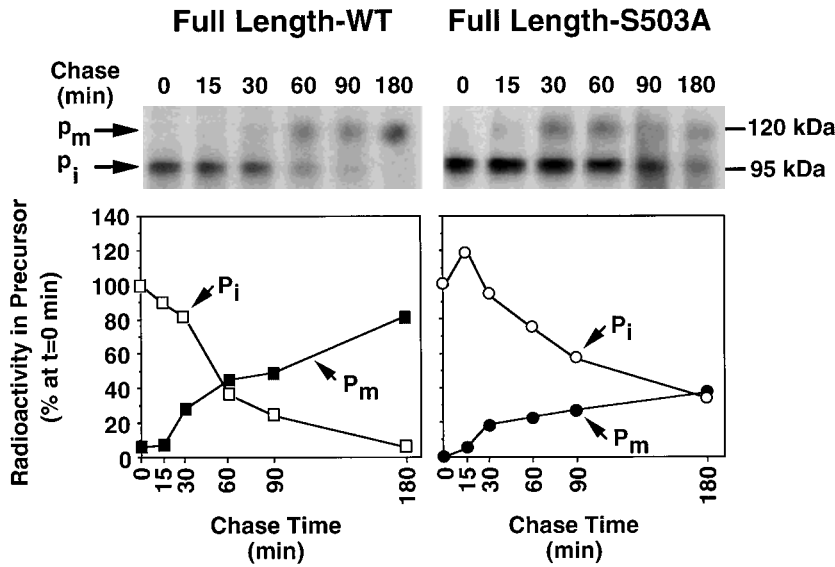 Full Length-WT Full Length-S503A
Chase (min) 0 15 30 60 90 180 0 15 30 60 90 180
pm 120 kDa
pi 95 kDa
Radioactivity in Precursor
(% at t=0 min)
140
120
100
80
60
40
20
0
Pi
Pm
Pi
Pm
0 15 30 60 90 180
0 15 30 60 90 180
Chase Time
(min)
Chase Time
(min)